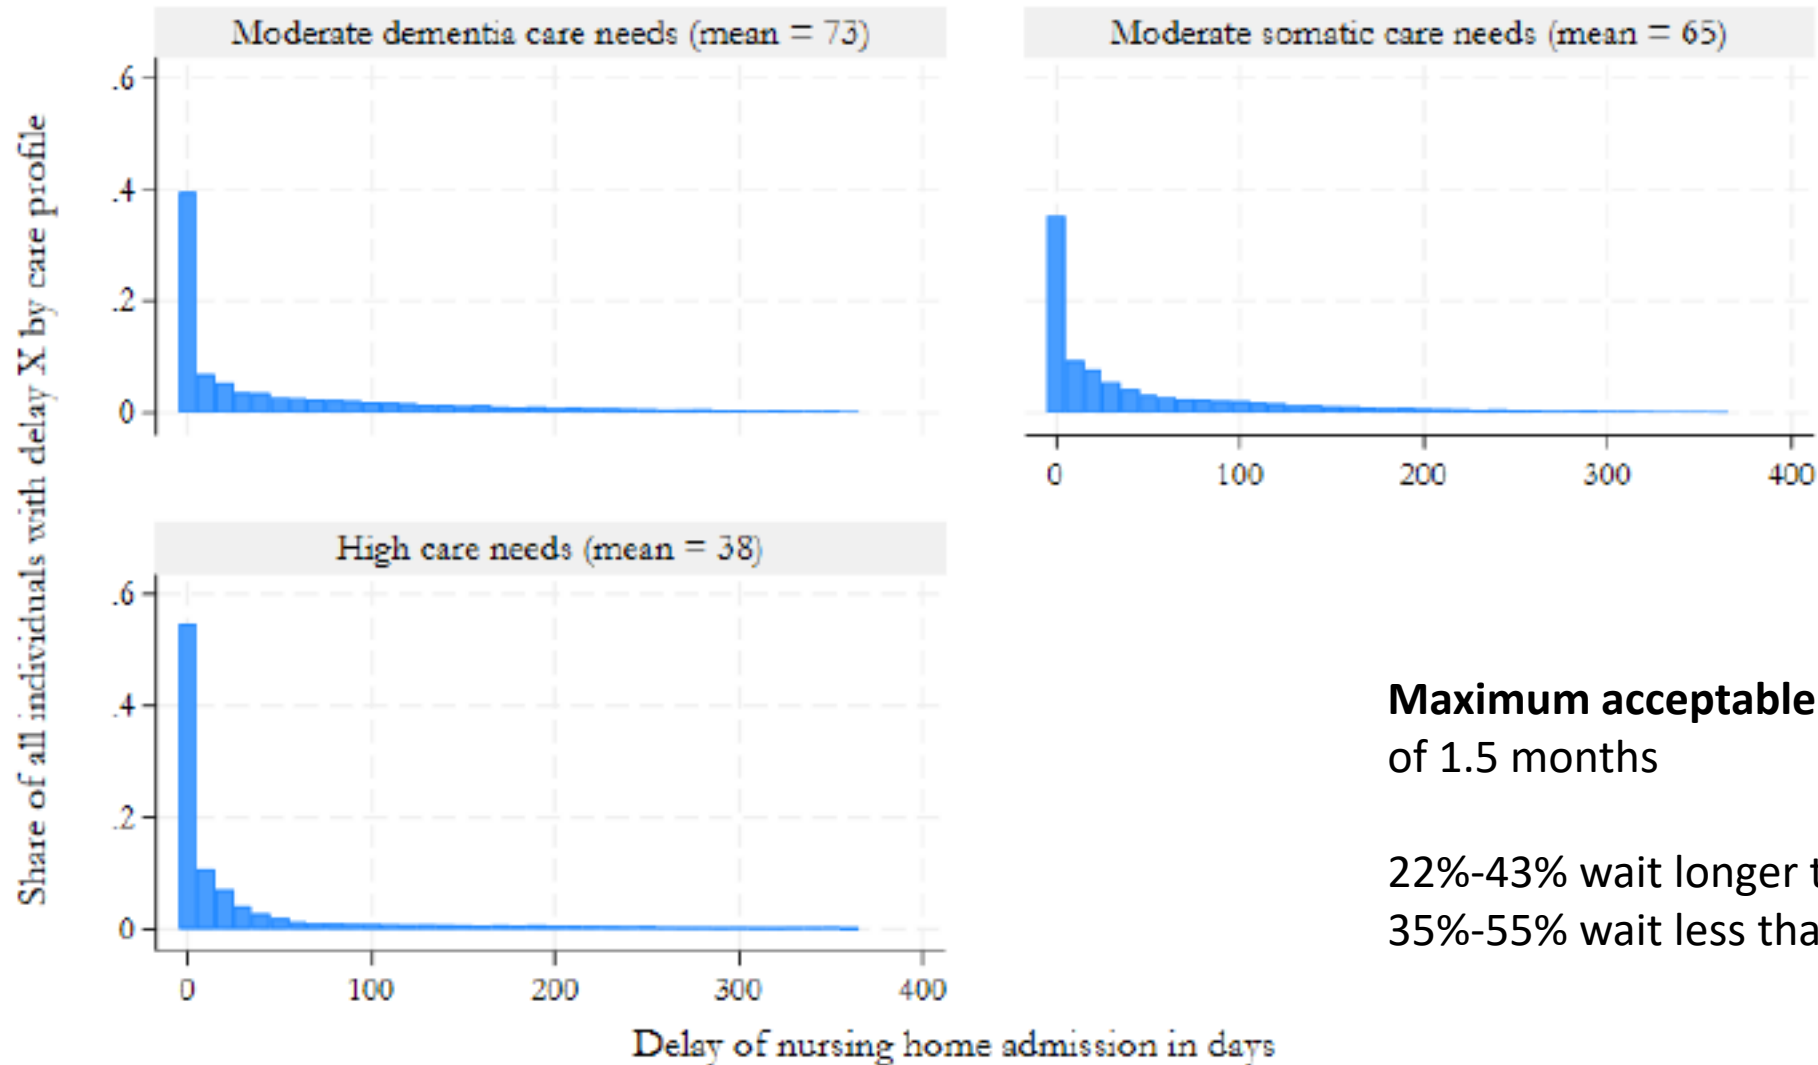 Moderate dementia care needs (mean = 73)
Moderate somatic care needs (mean = 65)
Share of all individuals with delay X by care profile
.6
.4
.2
0
0 100 200 300 400
High care needs (mean = 38)
.6
.4
.2
0
0 100 200 300 400
Delay of nursing home admission in days
Maximum acceptable
of 1.5 months
22%-43% wait longer t
35%-55% wait less tha